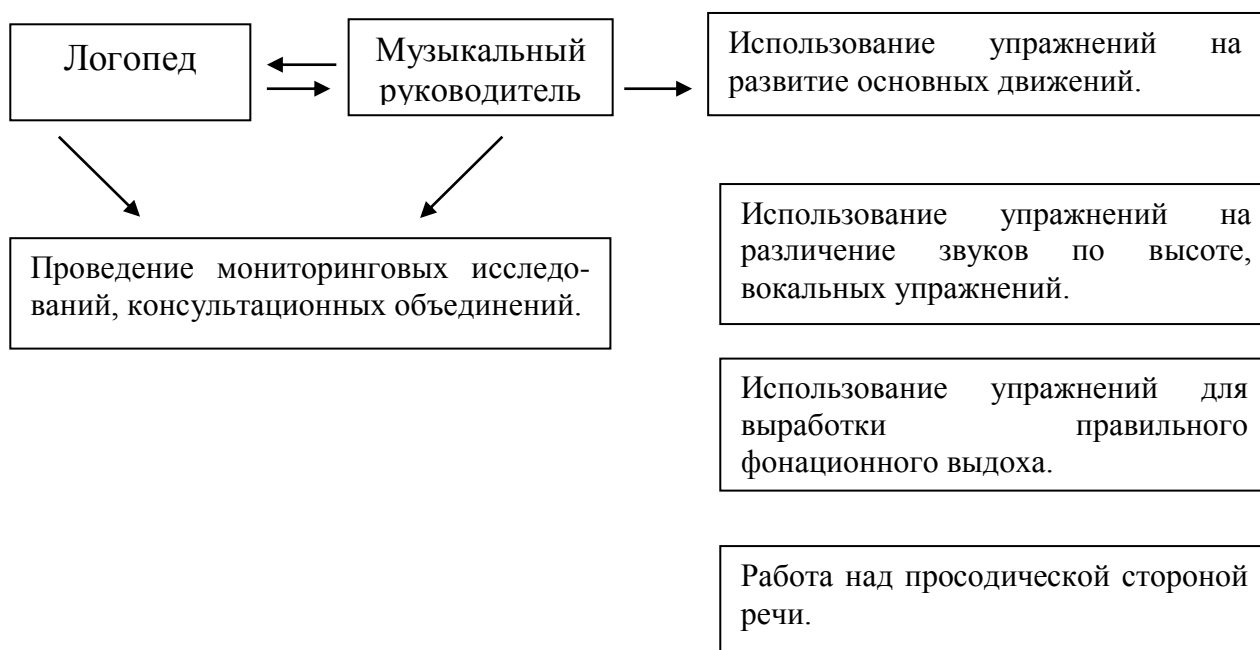 Логопед
Музыкальный
руководитель
Использование упражнений на
развитие основных движений.
Использование упражнений на
различение звуков по высоте,
вокальных упражнений.
Проведение мониторинговых исследо-
ваний, консультационных объединений.
Использование упражнений для
выработки правильного
фонационного выдоха.
Работа над просодической стороной
речи.